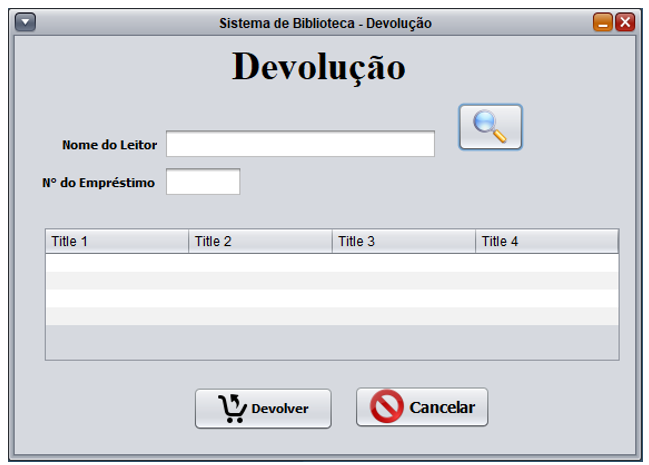 Sistema de Biblioteca - Devolução
Devolução
Nome do Leitor
N° do Empréstimo
Title 1 Title 2 Title 3 Title 4
Devolver Cancelar